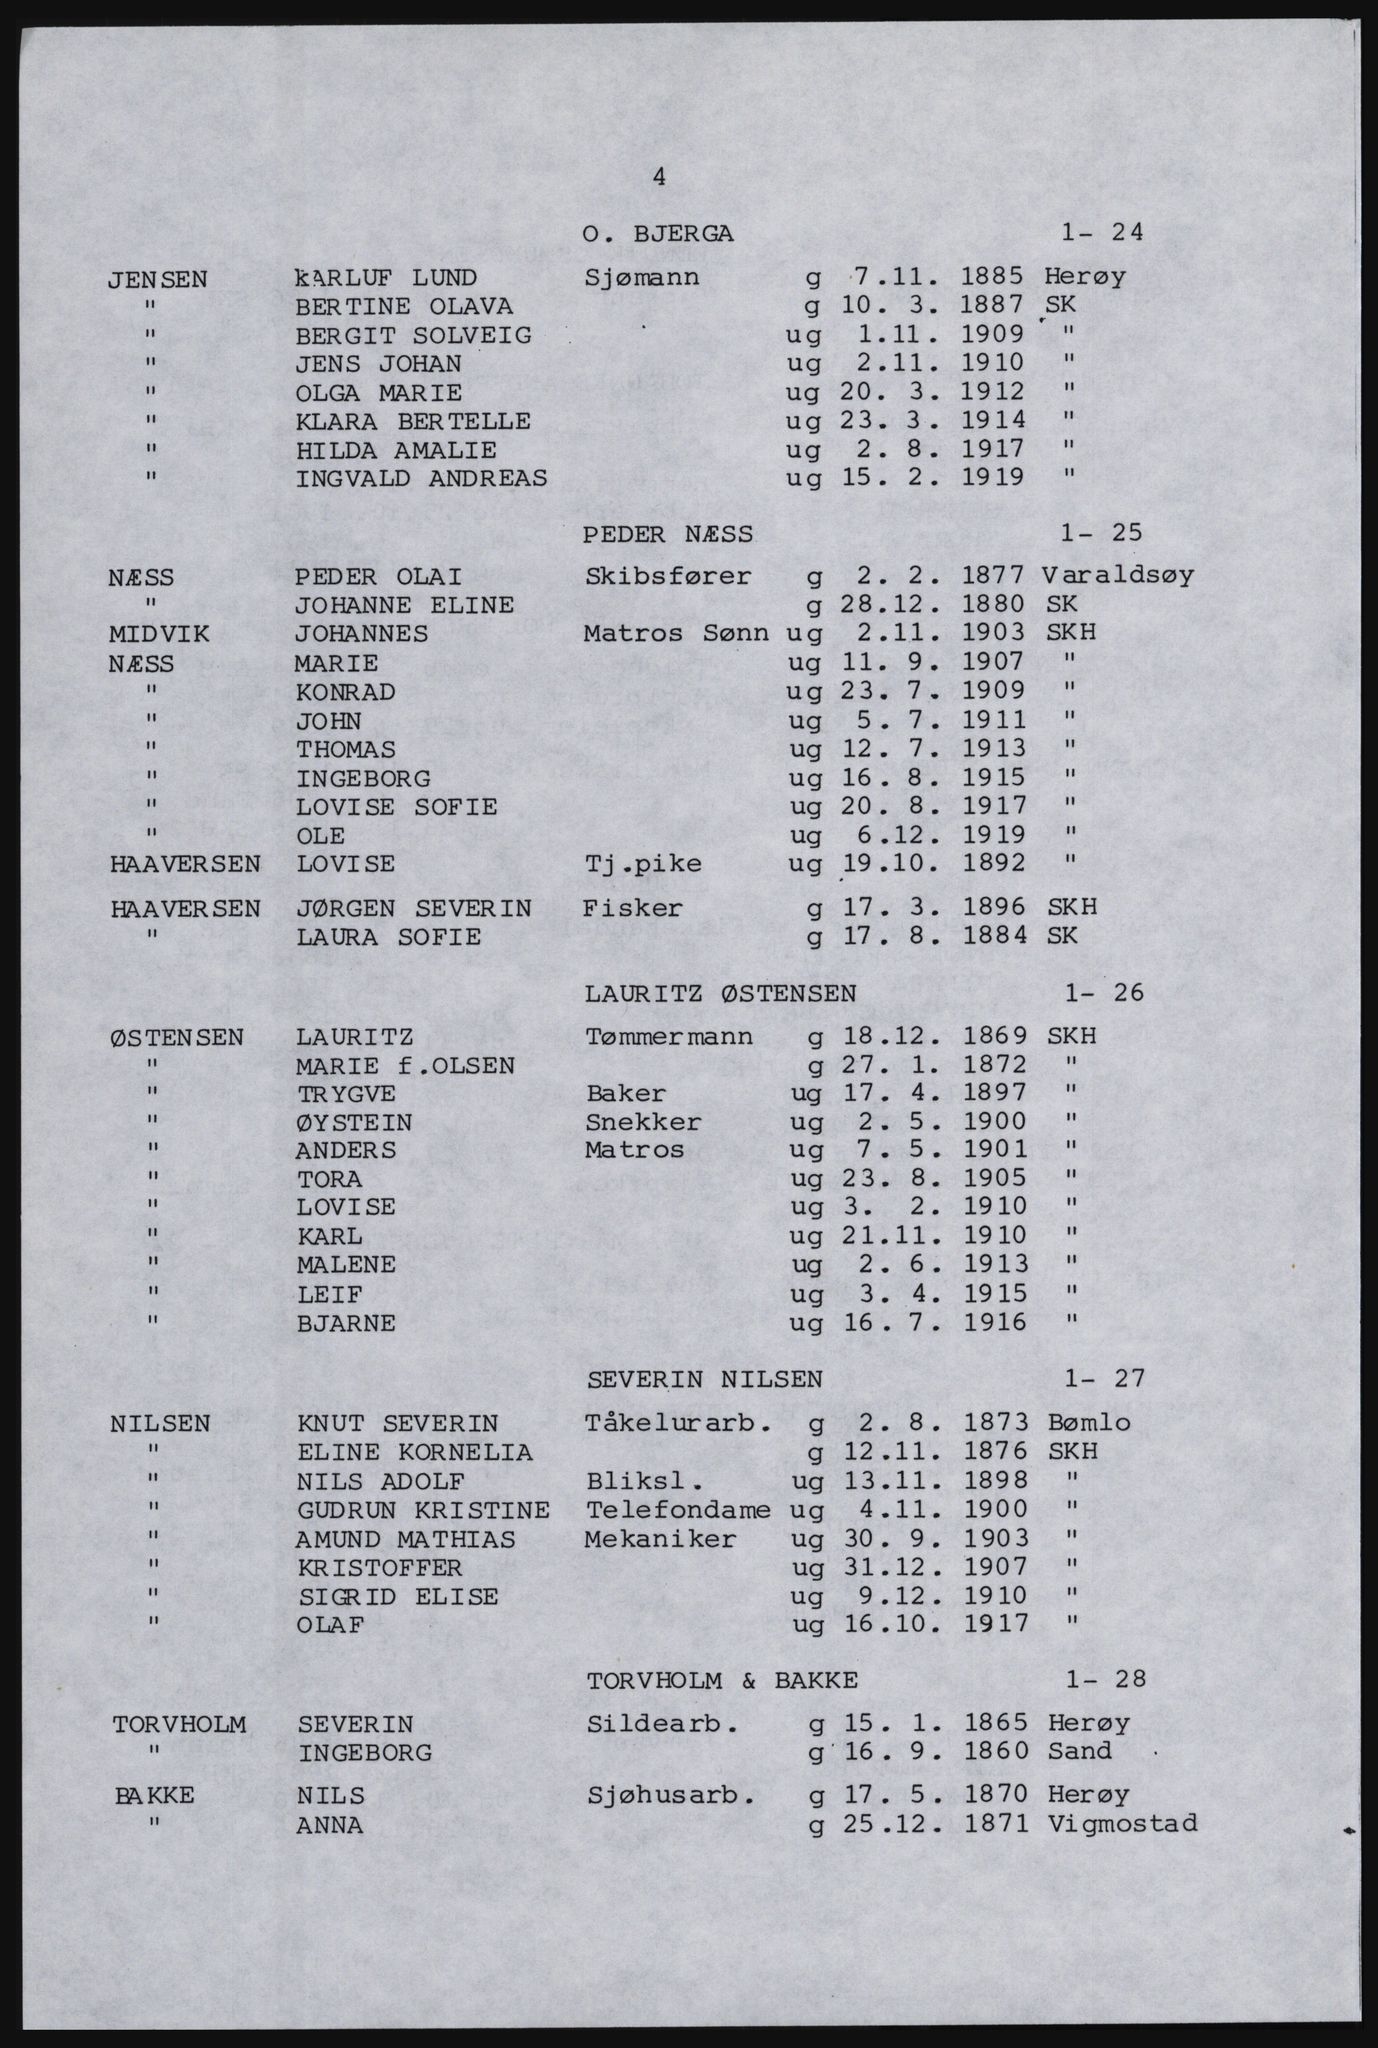 4
O. BJERGA 1- 24
JENSEN KARLUF LUND Sjømann g 7.11. 1885 Herøy
" BERTINE OLAVA g 10. 3. 1887 SK
" BERGIT SOLVEIG ug 1.11. 1909 "
" JENS JOHAN ug 2.11. 1910 "
" OLGA MARIE ug 20. 3. 1912 "
" KLARA BERTELLE ug 23. 3. 1914 "
" HILDA AMALIE ug 2. 8. 1917 "
" INGVALD ANDREAS ug 15. 2. 1919 "
PEDER NÆSS 1- 25
NÆSS PEDER OLAI Skibsfører g 2. 2. 1877 Varaldsøy
" JOHANNE ELINE g 28.12. 1880 SK
MIDVIK JOHANNES Matros Sønn ug 2.11. 1903 SKH
NÆSS MARIE ug 11. 9. 1907 "
" KONRAD ug 23. 7. 1909 "
" JOHN ug 5. 7. 1911 "
" THOMAS ug 12. 7. 1913 "
" INGEBORG ug 16. 8. 1915 "
" LOVISE SOFIE ug 20. 8. 1917 "
" OLE ug 6.12. 1919 "
HAAVERSEN LOVISE Tj.pike ug 19.10. 1892 "
HAAVERSEN JØRGEN SEVERIN Fisker g 17. 3. 1896 SKH
" LAURA SOFIE g 17. 8. 1884 SK
LAURITZ ØSTENSEN 1- 26
ØSTENSEN LAURITZ Tømmermann g 18.12. 1869 SKH
" MARIE f.OLSEN g 27. 1. 1872 "
" TRYGVE Baker ug 17. 4. 1897 "
" ØYSTEIN Snekker ug 2. 5. 1900 "
" ANDERS Matros ug 7. 5. 1901 "
" TORA ug 23. 8. 1905 "
" LOVISE ug 3. 2. 1910 "
" KARL ug 21.11. 1910 "
" MALENE ug 2. 6. 1913 "
" LEIF ug 3. 4. 1915 "
" BJARNE ug 16. 7. 1916 "
SEVERIN NILSEN 1- 27
NILSEN KNUT SEVERIN Tåkelurarb. g 2. 8. 1873 Bømlo
" ELINE KORNELIA g 12.11. 1876 SKH
" NILS ADOLF Bliksl. ug 13.11. 1898 "
" GUDRUN KRISTINE Telefondame ug 4.11. 1900 "
" AMUND MATHIAS Mekaniker ug 30. 9. 1903 "
" KRISTOFFER ug 31.12. 1907 "
" SIGRID ELISE ug 9.12. 1910 "
" OLAF ug 16.10. 1917 "
TORVHOLM & BAKKE 1- 28
TORVHOLM SEVERIN Sildearb. g 15. 1. 1865 Herøy
" INGEBORG g 16. 9. 1860 Sand
BAKKE NILS Sjøhusarb. g 17. 5. 1870 Herøy
" ANNA g 25.12. 1871 Vigmostad